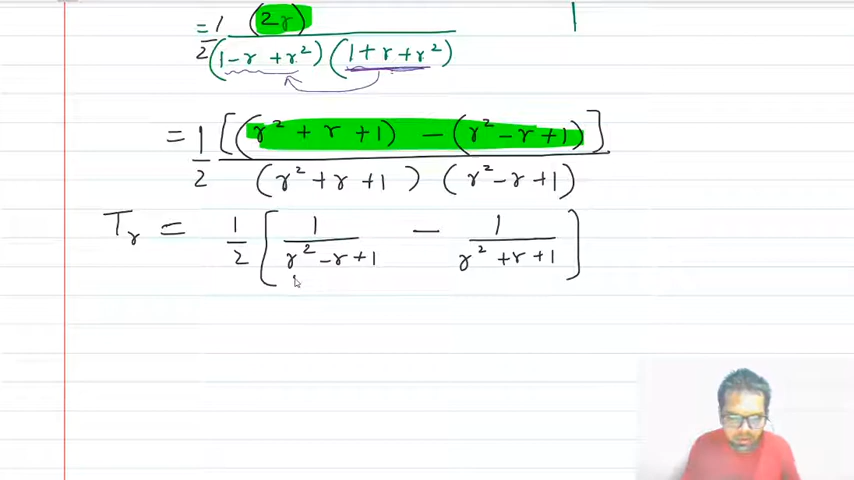 = 1/2 (2r) / (1-r+r²)(1+r+r²)
= 1/2 [(r²+r+1) - (r²-r+1)] / (r²+r+1)(r²-r+1)
Tr = 1/2 [ 1/(r²-r+1) - 1/(r²+r+1) ]